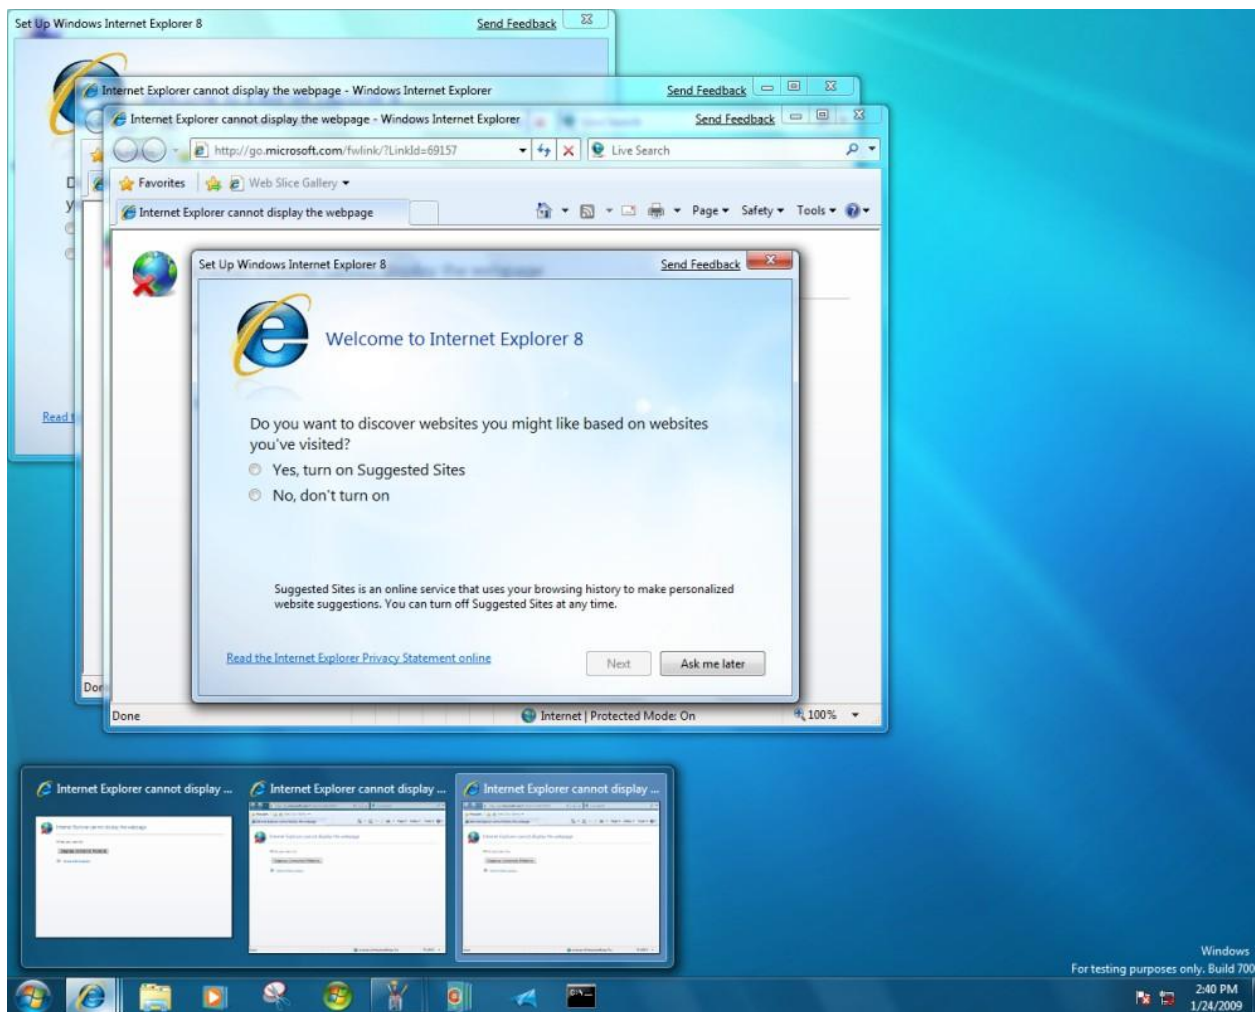 Set Up Windows Internet Explorer 8
Send Feedback
Internet Explorer cannot display the webpage - Windows Internet Explorer
Send Feedback
Internet Explorer cannot display the webpage - Windows Internet Explorer
Send Feedback
http://go.microsoft.com/fwlink/?LinkId=69157
Live Search
Favorites
Web Slice Gallery
Internet Explorer cannot display the webpage
Page
Safety
Tools
Set Up Windows Internet Explorer 8
Send Feedback
Welcome to Internet Explorer 8
Do you want to discover websites you might like based on websites
you've visited?
Yes, turn on Suggested Sites
No, don't turn on
Suggested Sites is an online service that uses your browsing history to make personalized
website suggestions. You can turn off Suggested Sites at any time.
Read the Internet Explorer Privacy Statement online
Next
Ask me later
Read
Done
Internet | Protected Mode: On
100%
Internet Explorer cannot display ...
Internet Explorer cannot display ...
Internet Explorer cannot display ...
Windows
For testing purposes only. Build 700
2:40 PM
1/24/2009